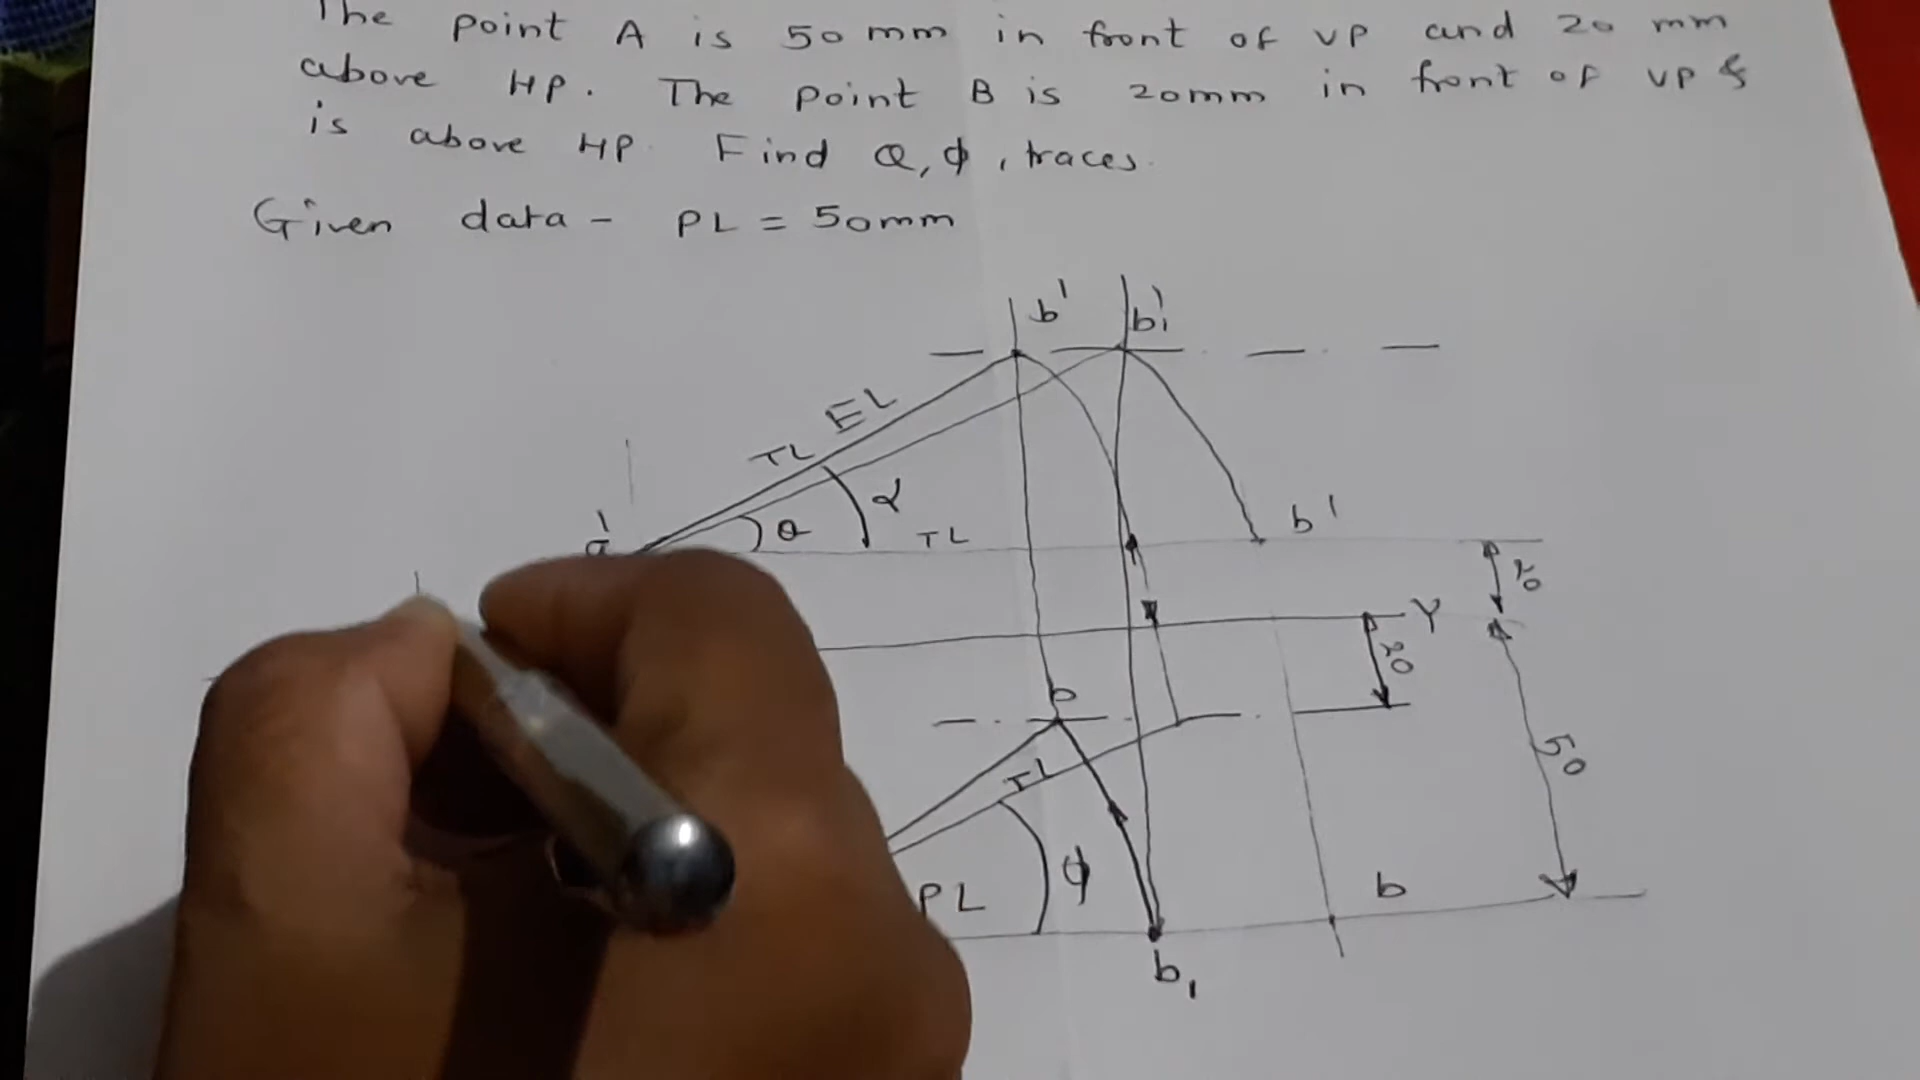 The point A is 50mm in front of VP and 20 mm
above HP. The point B is 20mm in front of VP &
is above HP. Find Q, ϕ, traces.
Given data - PL = 50mm
b' b1'
EL
TL
α
θ
TL
a'
b'
20
Y
20
b
TL
50
PL
ϕ
b
b1